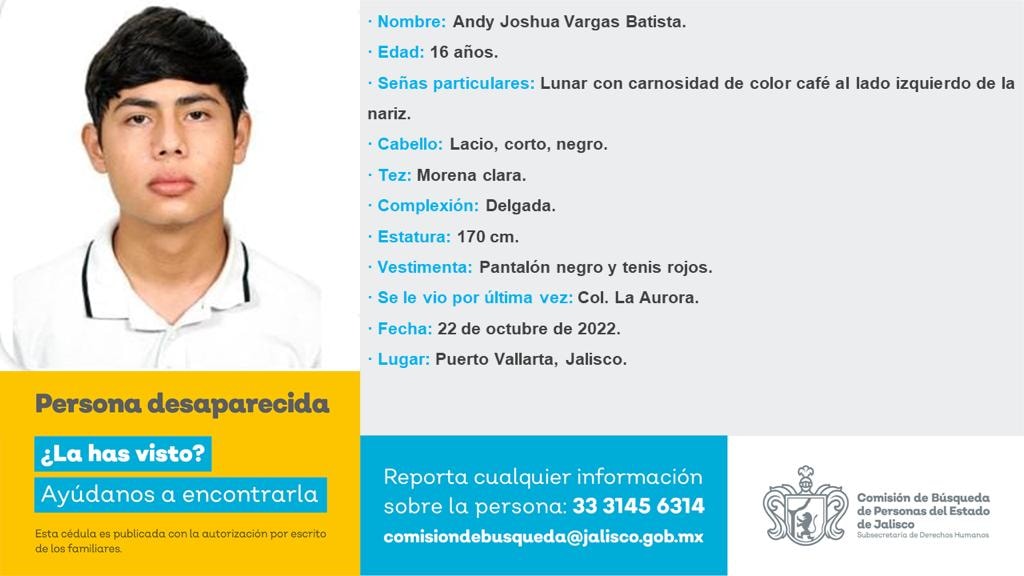 · Nombre: Andy Joshua Vargas Batista.
· Edad: 16 años.
· Señas particulares: Lunar con carnosidad de color café al lado izquierdo de la
nariz.
· Cabello: Lacio, corto, negro.
· Tez: Morena clara.
· Complexión: Delgada.
· Estatura: 170 cm.
· Vestimenta: Pantalón negro y tenis rojos.
· Se le vio por última vez: Col. La Aurora.
· Fecha: 22 de octubre de 2022.
· Lugar: Puerto Vallarta, Jalisco.
Persona desaparecida
¿La has visto?
Ayúdanos a encontrarla
Esta cédula es publicada con la autorización por escrito
de los familiares.
Reporta cualquier información
sobre la persona: 33 3145 6314
comisiondebusqueda@jalisco.gob.mx
Comisión de Búsqueda
de Personas del Estado
de Jalisco
Subsecretaría de Derechos Humanos